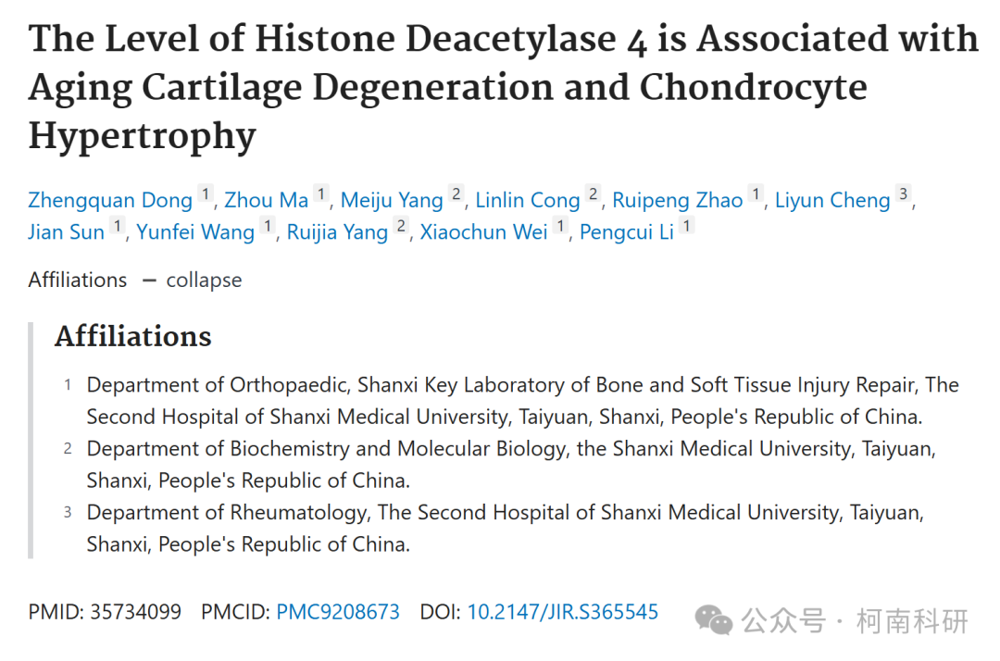 The Level of Histone Deacetylase 4 is Associated with
Aging Cartilage Degeneration and Chondrocyte
Hypertrophy
Zhengquan Dong 1, Zhou Ma 1, Meiju Yang 2, Linlin Cong 2, Ruipeng Zhao 1, Liyun Cheng 3,
Jian Sun 1, Yunfei Wang 1, Ruijia Yang 2, Xiaochun Wei 1, Pengcui Li 1
Affiliations — collapse
Affiliations
1 Department of Orthopaedic, Shanxi Key Laboratory of Bone and Soft Tissue Injury Repair, The
Second Hospital of Shanxi Medical University, Taiyuan, Shanxi, People's Republic of China.
2 Department of Biochemistry and Molecular Biology, the Shanxi Medical University, Taiyuan,
Shanxi, People's Republic of China.
3 Department of Rheumatology, The Second Hospital of Shanxi Medical University, Taiyuan,
Shanxi, People's Republic of China.
PMID: 35734099 PMCID: PMC9208673 DOI: 10.2147/JIR.S365545
公众号 · 柯南科研